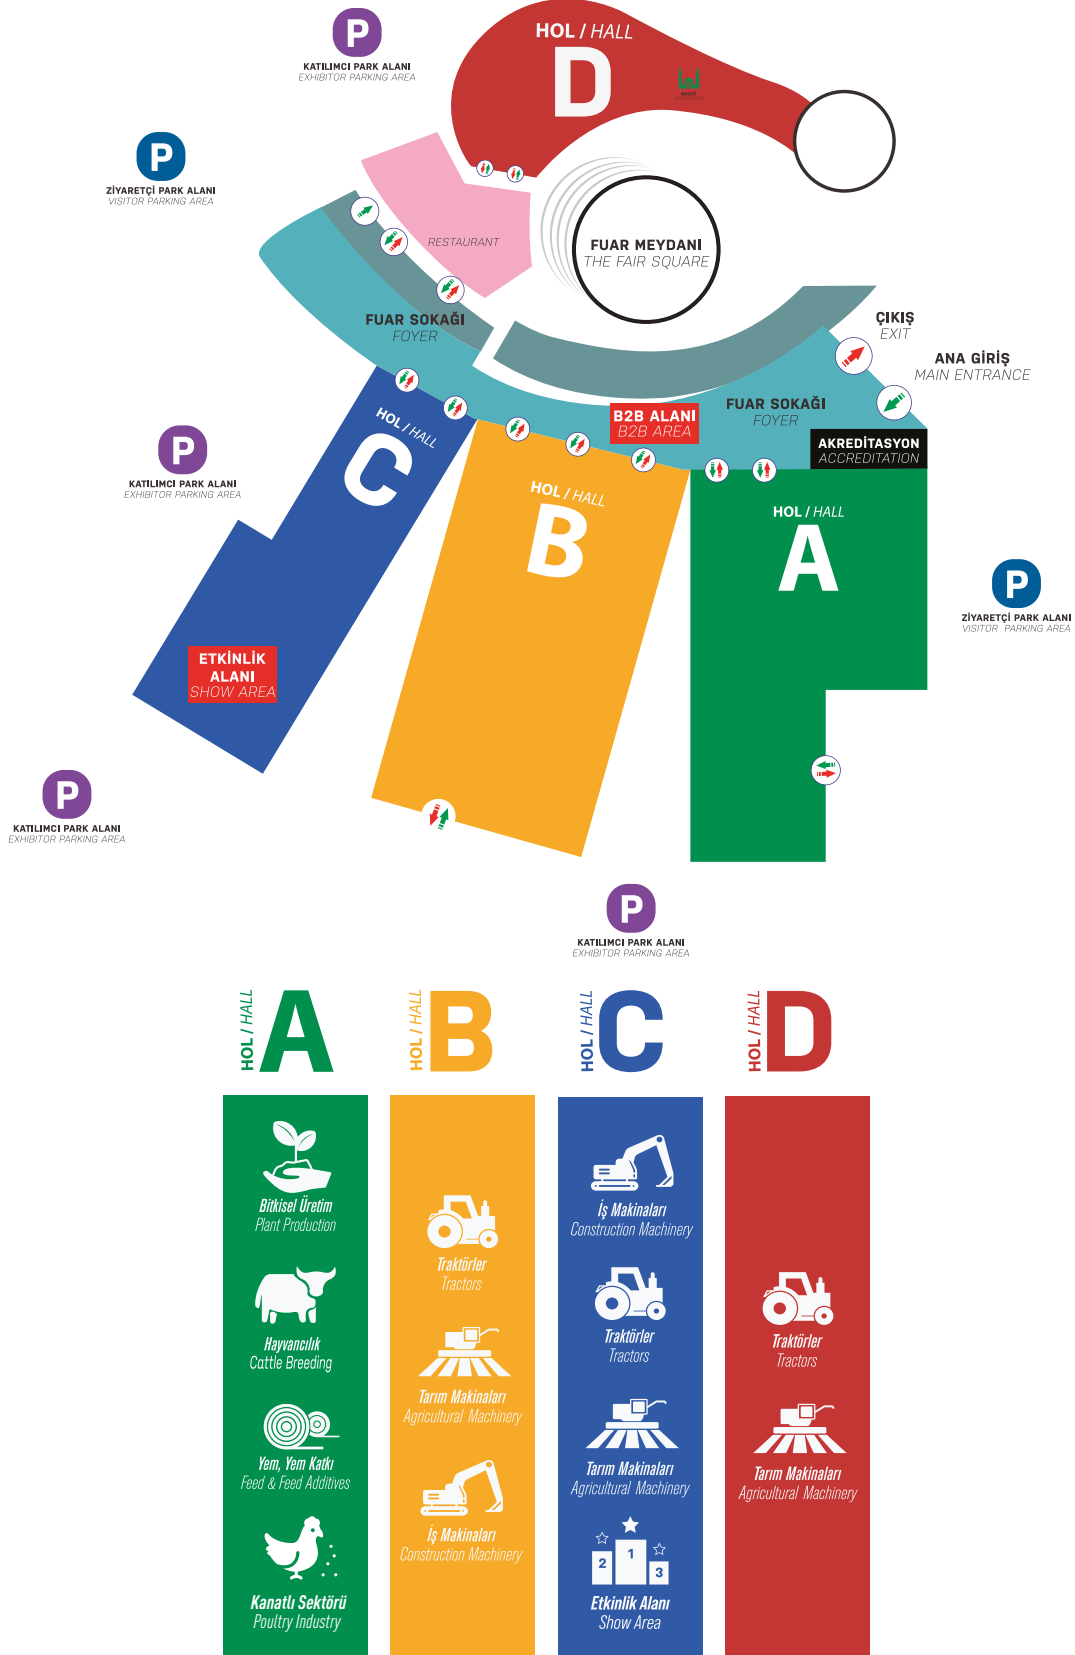 HOL / HALL
D
P
KATILIMCI PARK ALANI
EXHIBITOR PARKING AREA
MESCİT
P
ZİYARETÇİ PARK ALANI
VISITOR PARKING AREA
RESTAURANT
FUAR MEYDANI
THE FAIR SQUARE
FUAR SOKAĞI
FOYER
ÇIKIŞ
EXIT
ANA GİRİŞ
MAIN ENTRANCE
B2B ALANI
B2B AREA
FUAR SOKAĞI
FOYER
AKREDİTASYON
ACCREDITATION
HOL / HALL
C
P
KATILIMCI PARK ALANI
EXHIBITOR PARKING AREA
HOL / HALL
B
HOL / HALL
A
P
ZİYARETÇİ PARK ALANI
VISITOR PARKING AREA
ETKİNLİK
ALANI
SHOW AREA
P
KATILIMCI PARK ALANI
EXHIBITOR PARKING AREA
P
KATILIMCI PARK ALANI
EXHIBITOR PARKING AREA
HOL / HALL
A
Bitkisel Üretim
Plant Production
Hayvancılık
Cattle Breeding
Yem, Yem Katkı
Feed & Feed Additives
Kanatlı Sektörü
Poultry Industry
HOL / HALL
B
Traktörler
Tractors
Tarım Makinaları
Agricultural Machinery
İş Makinaları
Construction Machinery
HOL / HALL
C
İş Makinaları
Construction Machinery
Traktörler
Tractors
Tarım Makinaları
Agricultural Machinery
2 1 3
Etkinlik Alanı
Show Area
HOL / HALL
D
Traktörler
Tractors
Tarım Makinaları
Agricultural Machinery